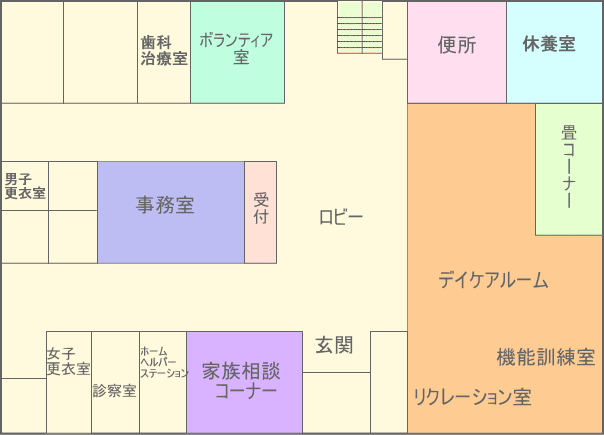 歯科
治療室
ボランティア
室
便所
休養室
畳コーナー
男子
更衣室
事務室
受付
ロビー
デイケアルーム
機能訓練室
リクレーション室
女子
更衣室
診察室
ホーム
ヘルパー
ステーション
家族相談
コーナー
玄関